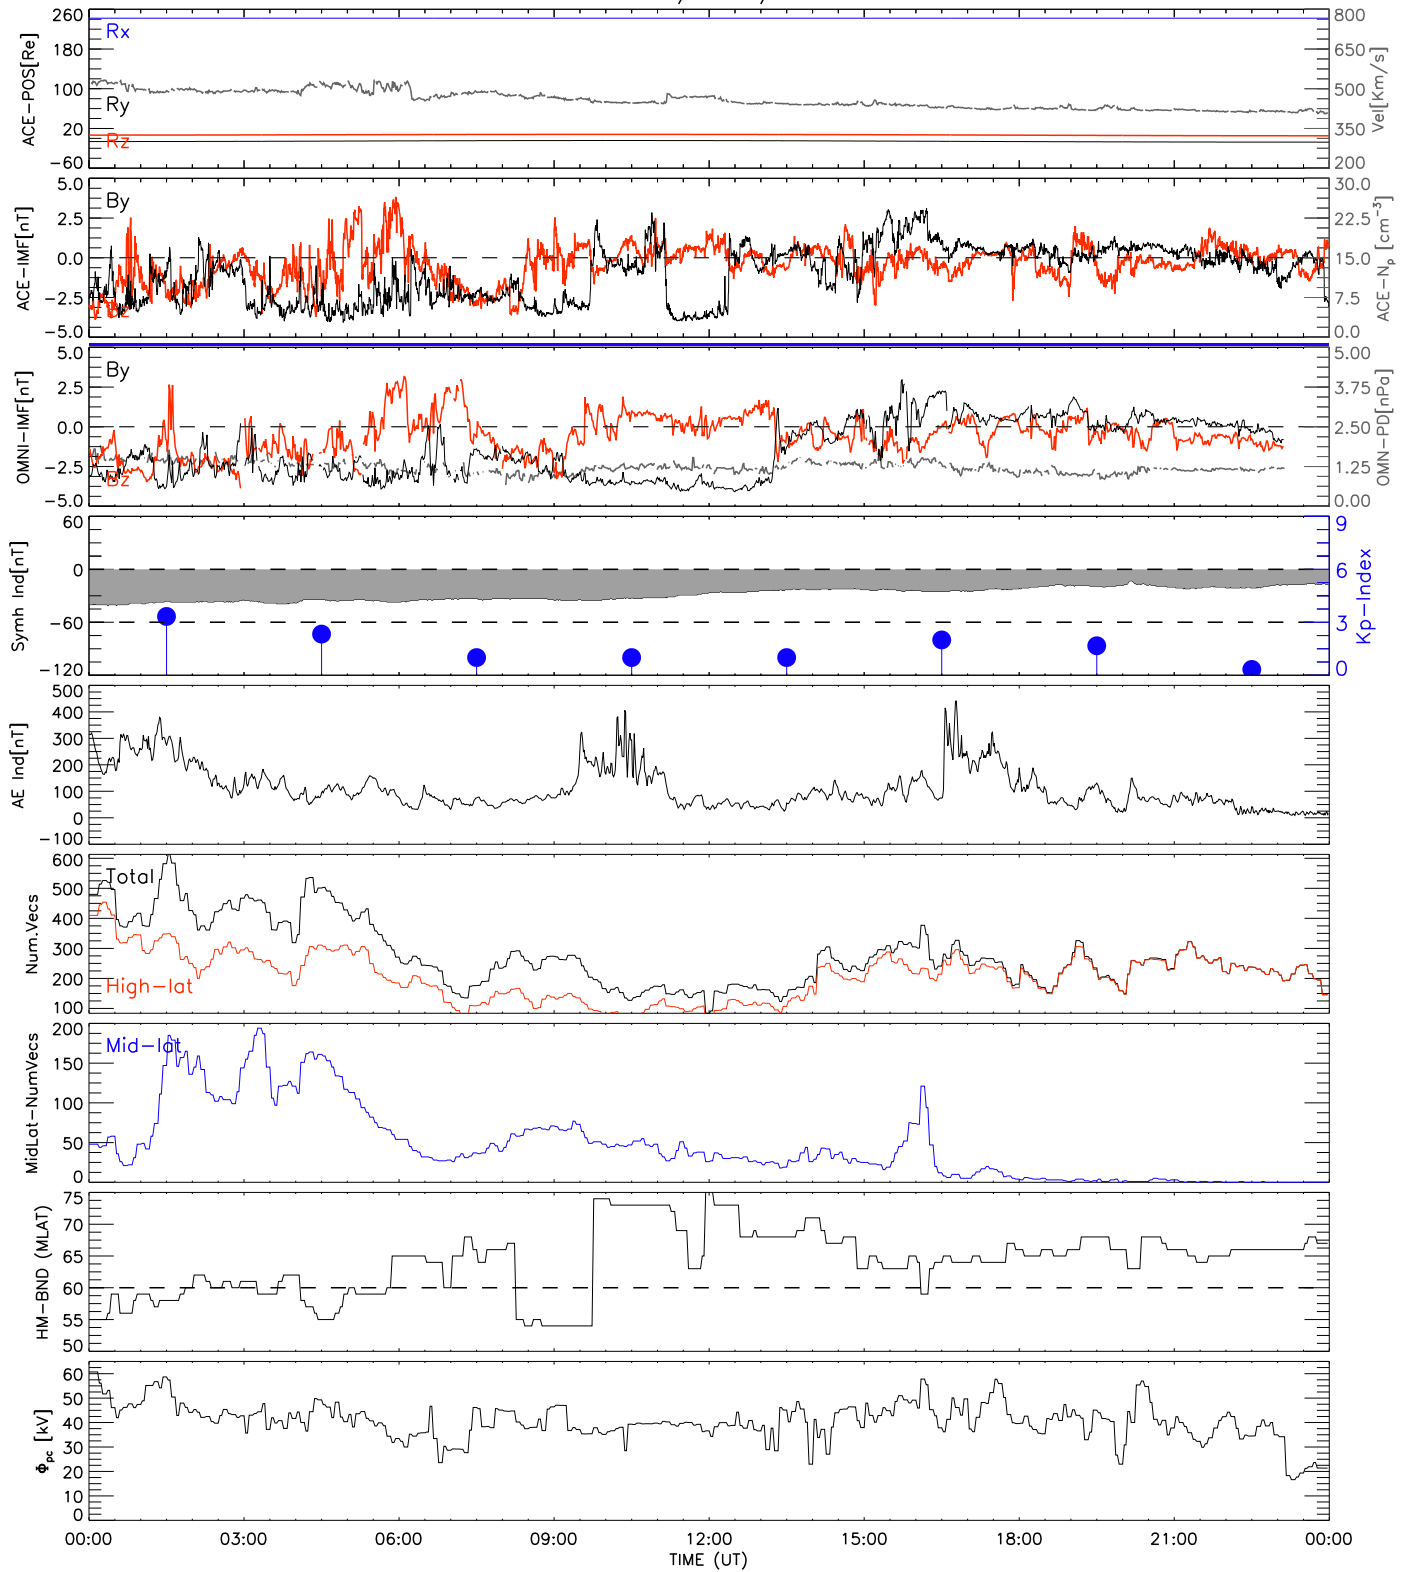 260
180
100
20
−60
ACE−POS[Re]
Rx
Ry
Rz
800
650
500
350
200
Vel[Km/s]
5.0
2.5
0.0
−2.5
−5.0
ACE−IMF[nT]
By
Bz
30.0
22.5
15.0
7.5
0.0
ACE−Np [cm−3]
5.0
2.5
0.0
−2.5
−5.0
OMNI−IMF[nT]
By
Bz
5.00
3.75
2.50
1.25
0.00
OMN−PD[nPa]
60
0
−60
−120
Symh Ind[nT]
9
6
3
0
Kp−Index
500
400
300
200
100
0
−100
AE Ind[nT]
600
500
400
300
200
100
Num.Vecs
Total
High−lat
200
150
100
50
0
MidLat−NumVecs
Mid−lat
75
70
65
60
55
50
HM−BND (MLAT)
60
50
40
30
20
10
0
Φpc [kV]
00:00 03:00 06:00 09:00 12:00 15:00 18:00 21:00 00:00
TIME (UT)